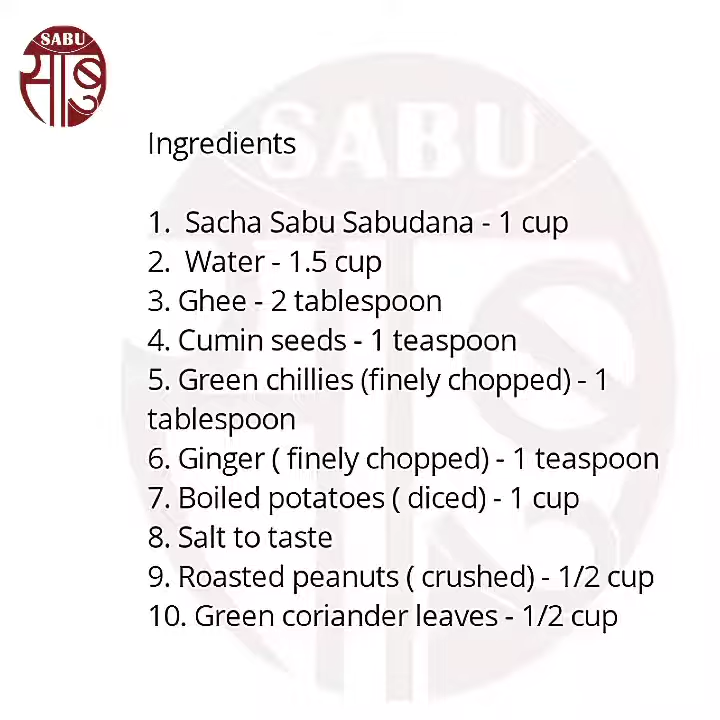 SABU
साबु
SABU
Ingredients
1.  Sacha Sabu Sabudana - 1 cup
2.  Water - 1.5 cup
3. Ghee - 2 tablespoon
4. Cumin seeds - 1 teaspoon
5. Green chillies (finely chopped) - 1
tablespoon
6. Ginger ( finely chopped) - 1 teaspoon
7. Boiled potatoes ( diced) - 1 cup
8. Salt to taste
9. Roasted peanuts ( crushed) - 1/2 cup
10. Green coriander leaves - 1/2 cup